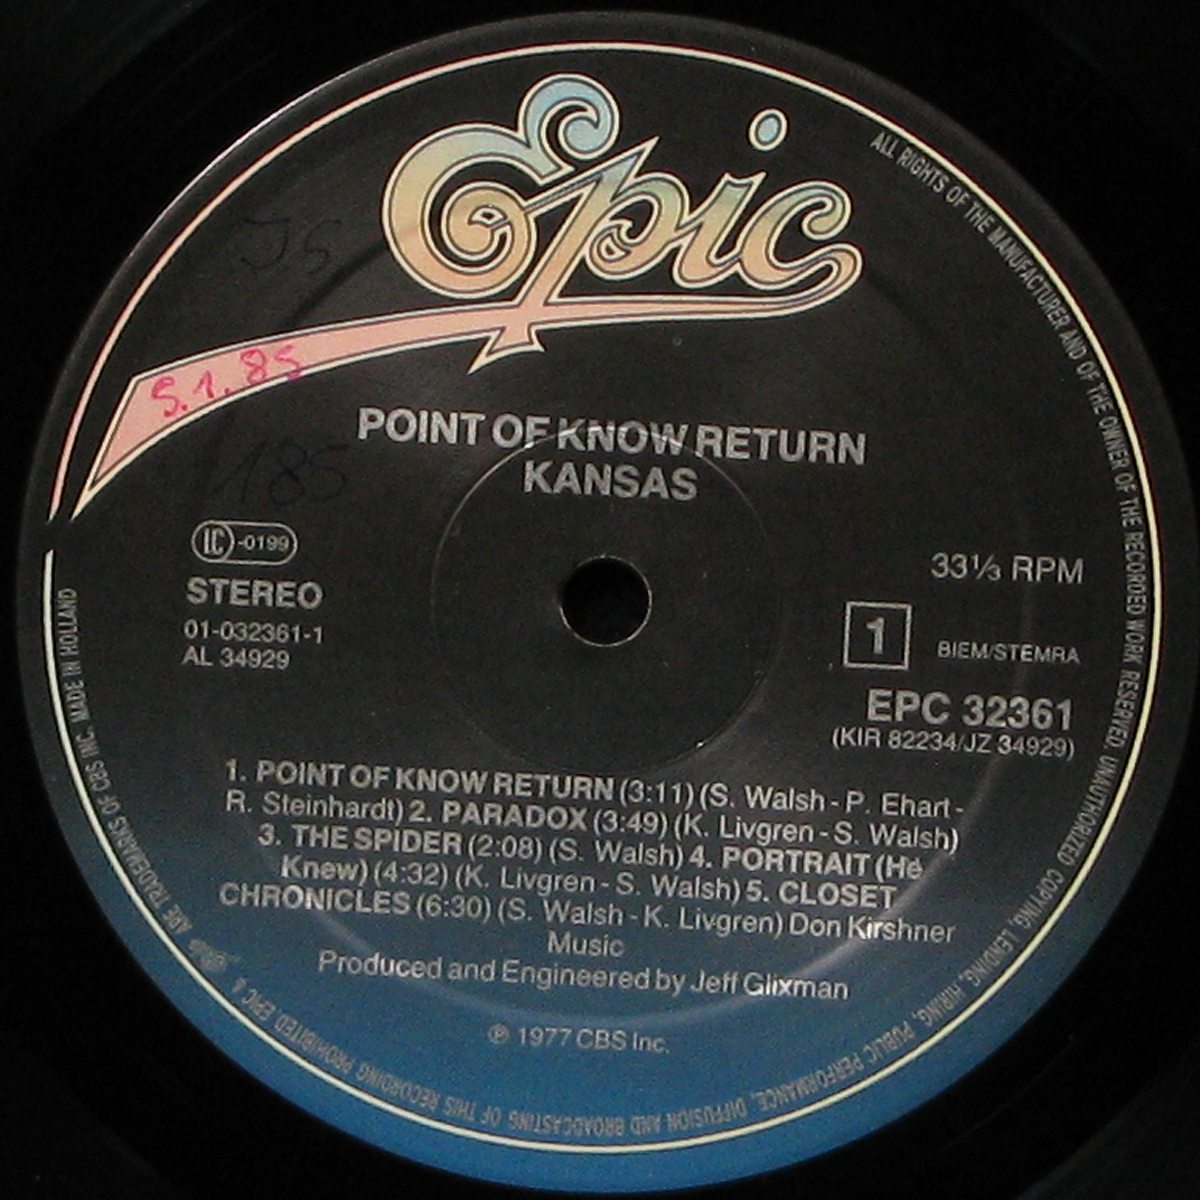 Epic
JS
5.1.85
185
POINT OF KNOW RETURN
KANSAS
LC -0199
STEREO
01-032361-1
AL 34929
33⅓ RPM
1
BIEM/STEMRA
EPC 32361
(KIR 82234/JZ 34929)
1. POINT OF KNOW RETURN (3:11) (S. Walsh - P. Ehart -
R. Steinhardt) 2. PARADOX (3:49) (K. Livgren - S. Walsh)
3. THE SPIDER (2:08) (S. Walsh) 4. PORTRAIT (He
Knew) (4:32) (K. Livgren - S. Walsh) 5. CLOSET
CHRONICLES (6:30) (S. Walsh - K. Livgren) Don Kirshner
Music
Produced and Engineered by Jeff Glixman
℗ 1977 CBS Inc.
ALL RIGHTS OF THE MANUFACTURER AND OF THE OWNER OF THE RECORDED WORK RESERVED. UNAUTHORIZED COPYING, LENDING, HIRING, PUBLIC PERFORMANCE, DIFFUSION AND BROADCASTING OF THIS RECORDING PROHIBITED. EPIC & Epic ARE TRADEMARKS OF CBS INC. MADE IN HOLLAND